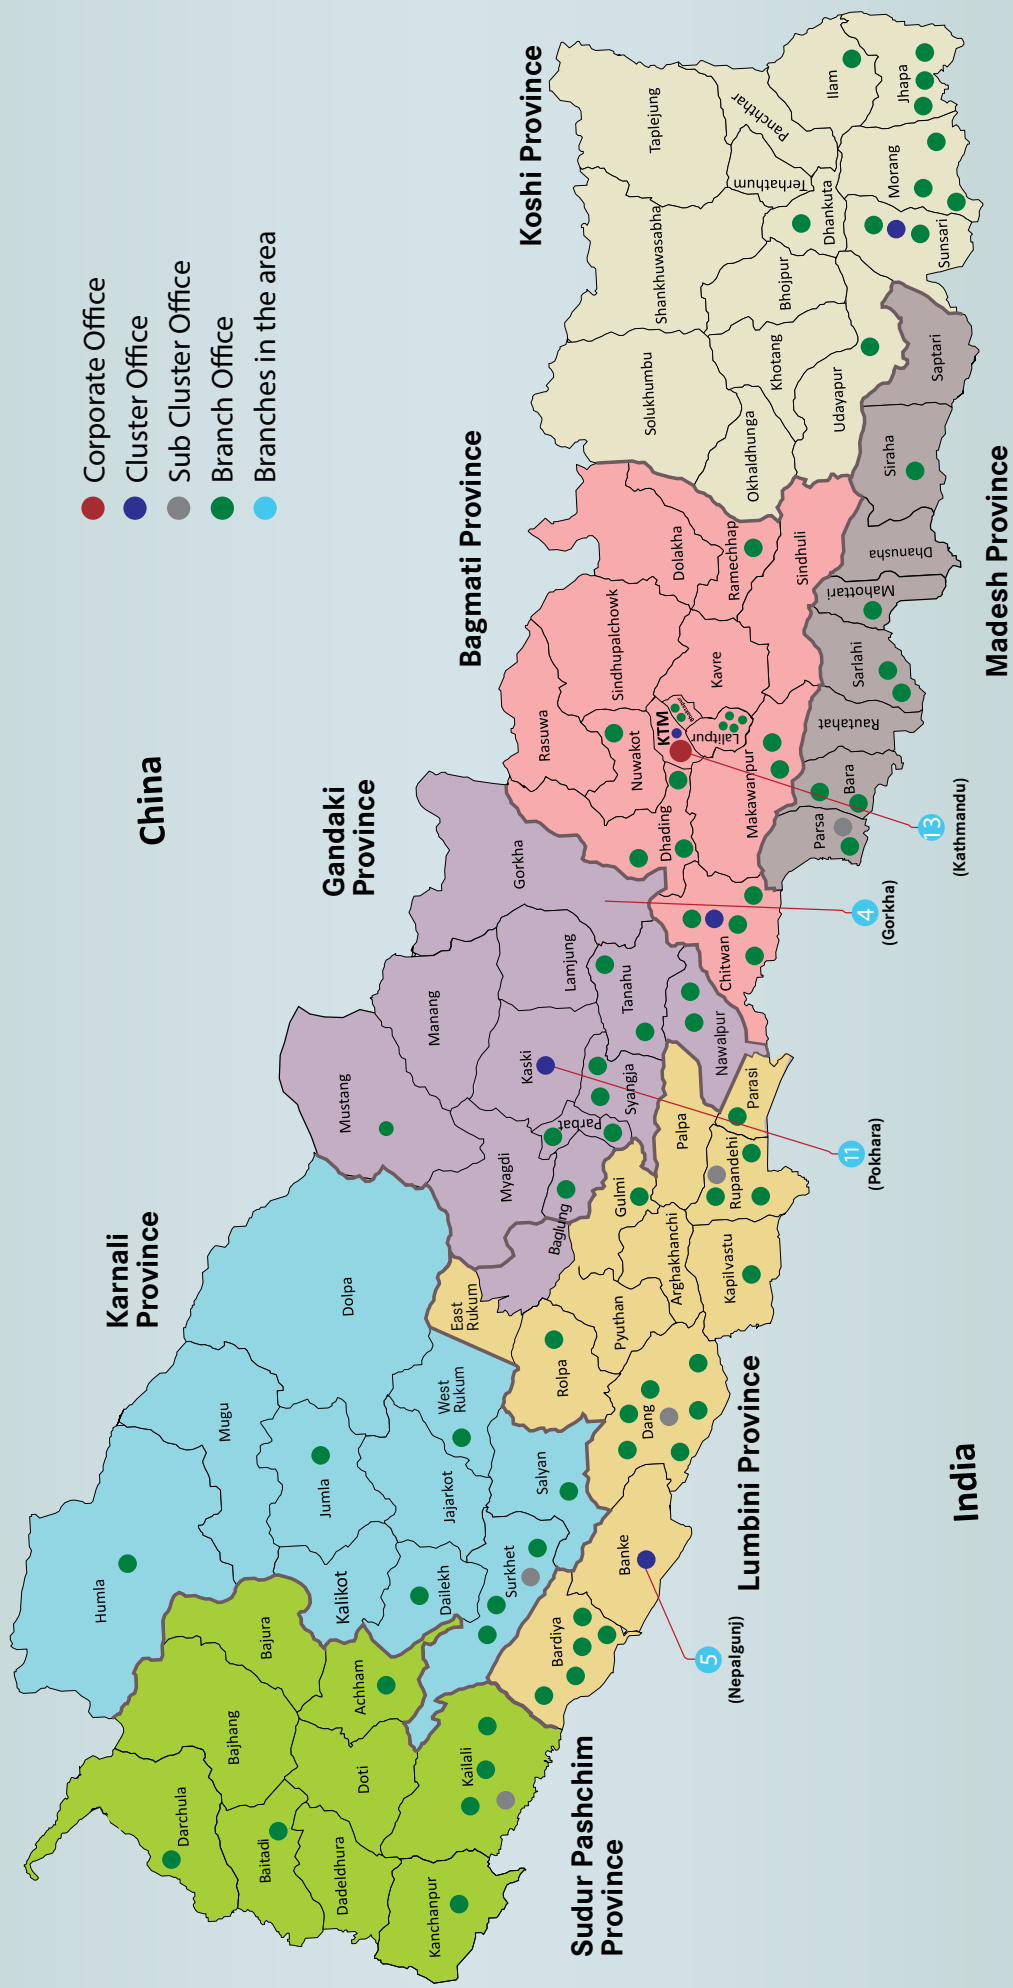 Corporate Office
Cluster Office
Sub Cluster Office
Branch Office
Branches in the area
China
India
Karnali
Province
Gandaki
Province
Bagmati Province
Koshi Province
Sudur Pashchim
Province
Lumbini Province
Madesh Province
Darchula
Bajhang
Bajura
Baitadi
Dadeldhura
Doti
Achham
Kanchanpur
Kailali
Humla
Mugu
Dolpa
Jumla
Kalikot
Jajarkot
West
Rukum
Dailekh
Surkhet
Salyan
East
Rukum
Rolpa
Pyuthan
Gulmi
Arghakhanchi
Palpa
Dang
Banke
Bardiya
Kapilvastu
Rupandehi
Parasi
Mustang
Manang
Myagdi
Kaski
Lamjung
Gorkha
Baglung
Parbat
Syangja
Tanahu
Nawalpur
Rasuwa
Nuwakot
Dhading
Sindhupalchowk
Dolakha
Ramechhap
Kavre
KTM
Bhaktapur
Lalitpur
Makawanpur
Chitwan
Sindhuli
Parsa
Bara
Rautahat
Sarlahi
Mahottari
Dhanusha
Siraha
Saptari
Solukhumbu
Shankhuwasabha
Taplejung
Okhaldhunga
Khotang
Bhojpur
Terhathum
Panchthar
Dhankuta
Udayapur
Ilam
Jhapa
Morang
Sunsari
5
(Nepalgunj)
11
(Pokhara)
4
(Gorkha)
13
(Kathmandu)